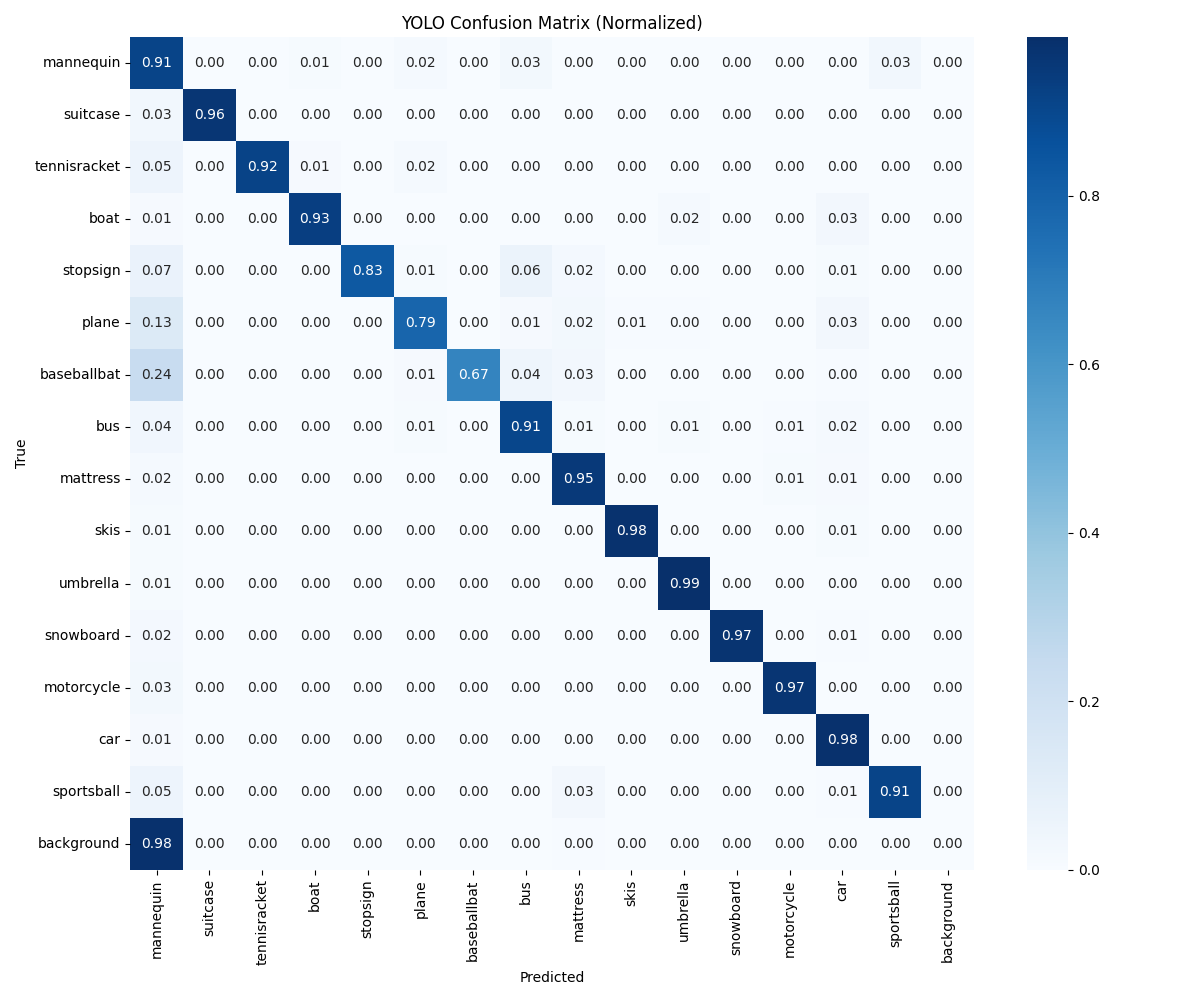 YOLO Confusion Matrix (Normalized)
mannequin 0.91 0.00 0.00 0.01 0.00 0.02 0.00 0.03 0.00 0.00 0.00 0.00 0.00 0.00 0.03 0.00
suitcase 0.03 0.96 0.00 0.00 0.00 0.00 0.00 0.00 0.00 0.00 0.00 0.00 0.00 0.00 0.00 0.00
tennisracket 0.05 0.00 0.92 0.01 0.00 0.02 0.00 0.00 0.00 0.00 0.00 0.00 0.00 0.00 0.00 0.00
boat 0.01 0.00 0.00 0.93 0.00 0.00 0.00 0.00 0.00 0.00 0.02 0.00 0.00 0.03 0.00 0.00
stopsign 0.07 0.00 0.00 0.00 0.83 0.01 0.00 0.06 0.02 0.00 0.00 0.00 0.00 0.01 0.00 0.00
plane 0.13 0.00 0.00 0.00 0.00 0.79 0.00 0.01 0.02 0.01 0.00 0.00 0.00 0.03 0.00 0.00
baseballbat 0.24 0.00 0.00 0.00 0.00 0.01 0.67 0.04 0.03 0.00 0.00 0.00 0.00 0.00 0.00 0.00
bus 0.04 0.00 0.00 0.00 0.00 0.01 0.00 0.91 0.01 0.00 0.01 0.00 0.01 0.02 0.00 0.00
mattress 0.02 0.00 0.00 0.00 0.00 0.00 0.00 0.00 0.95 0.00 0.00 0.00 0.01 0.01 0.00 0.00
skis 0.01 0.00 0.00 0.00 0.00 0.00 0.00 0.00 0.00 0.98 0.00 0.00 0.00 0.01 0.00 0.00
umbrella 0.01 0.00 0.00 0.00 0.00 0.00 0.00 0.00 0.00 0.00 0.99 0.00 0.00 0.00 0.00 0.00
snowboard 0.02 0.00 0.00 0.00 0.00 0.00 0.00 0.00 0.00 0.00 0.00 0.97 0.00 0.01 0.00 0.00
motorcycle 0.03 0.00 0.00 0.00 0.00 0.00 0.00 0.00 0.00 0.00 0.00 0.00 0.97 0.00 0.00 0.00
car 0.01 0.00 0.00 0.00 0.00 0.00 0.00 0.00 0.00 0.00 0.00 0.00 0.00 0.98 0.00 0.00
sportsball 0.05 0.00 0.00 0.00 0.00 0.00 0.00 0.00 0.03 0.00 0.00 0.00 0.00 0.01 0.91 0.00
background 0.98 0.00 0.00 0.00 0.00 0.00 0.00 0.00 0.00 0.00 0.00 0.00 0.00 0.00 0.00 0.00
True
mannequin suitcase tennisracket boat stopsign plane baseballbat bus mattress skis umbrella snowboard motorcycle car sportsball background
Predicted
0.8
0.6
0.4
0.2
0.0